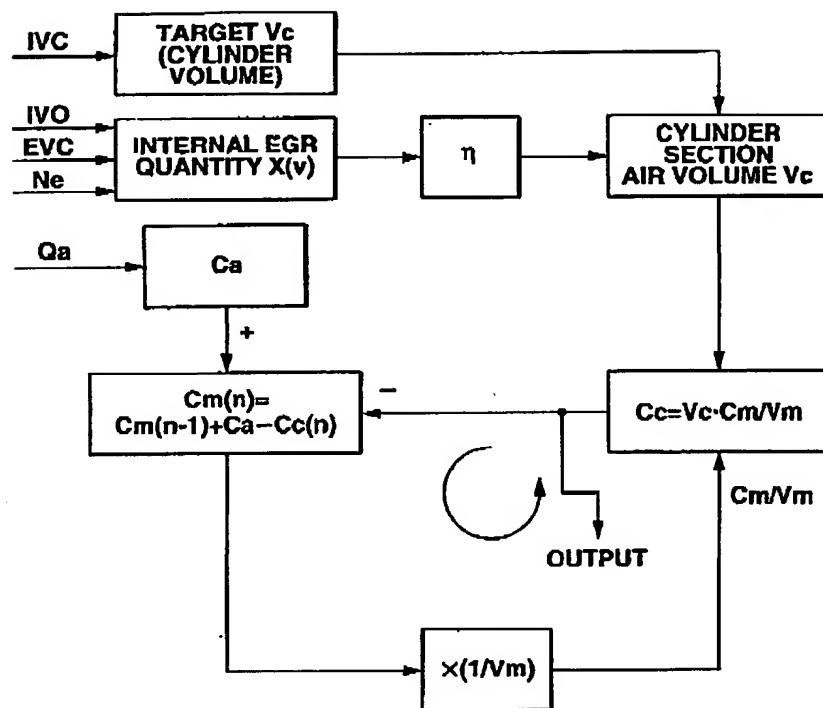 IVC
TARGET Vc
(CYLINDER
VOLUME)
IVO
EVC
Ne
INTERNAL EGR
QUANTITY X(v)
η
CYLINDER
SECTION
AIR VOLUME Vc
Qa
Ca
+
Cm(n)=
Cm(n-1)+Ca−Cc(n)
−
Cc=Vc·Cm/Vm
Cm/Vm
OUTPUT
×(1/Vm)